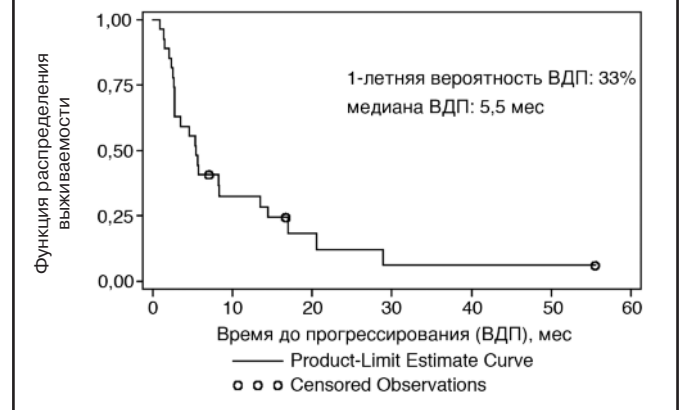 Функция распределения
выживаемости
1,00
0,75
0,50
0,25
0,00
1-летняя вероятность ВДП: 33%
медиана ВДП: 5,5 мес
0 10 20 30 40 50 60
Время до прогрессирования (ВДП), мес
Product-Limit Estimate Curve
Censored Observations